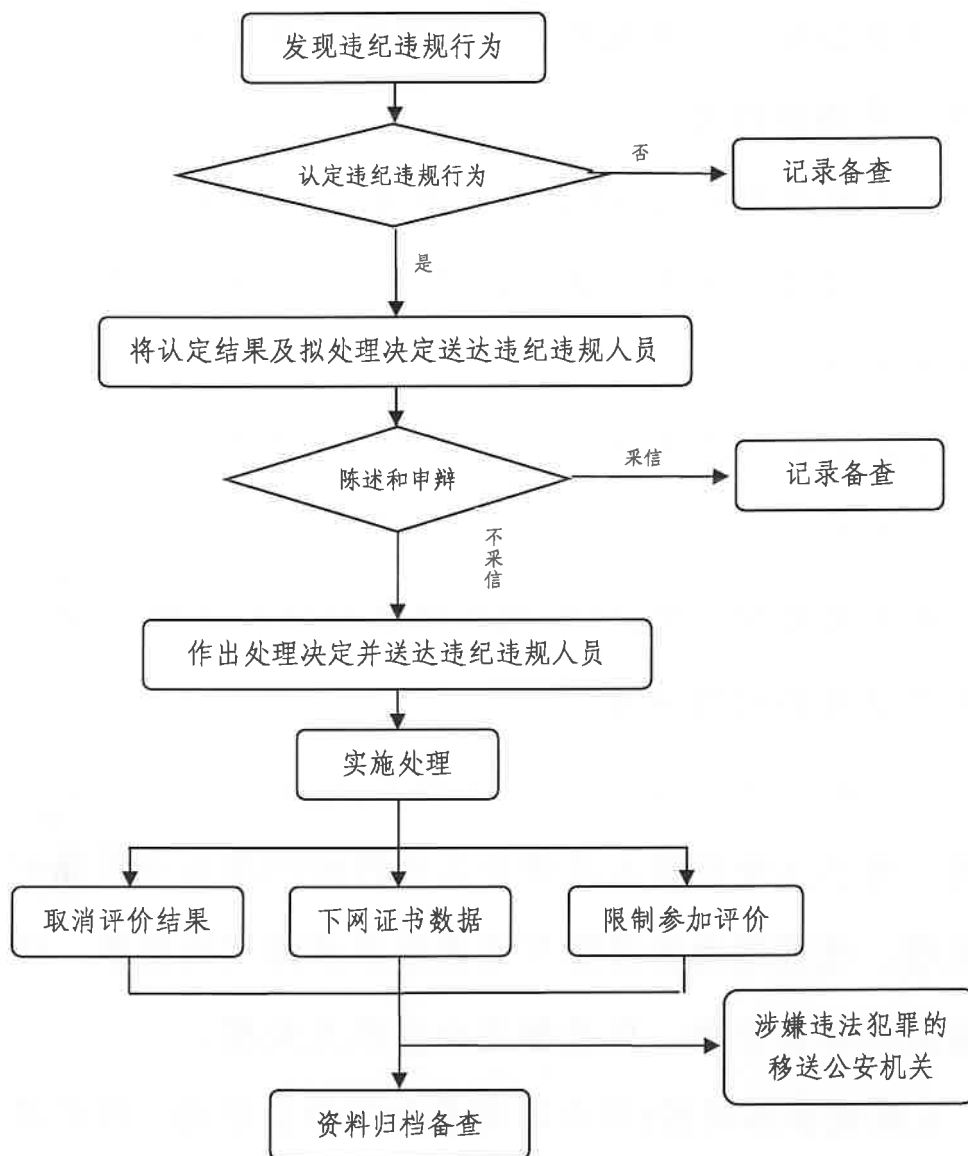 发现违纪违规行为
认定违纪违规行为
否
记录备查
是
将认定结果及拟处理决定送达违纪违规人员
陈述和申辩
采信
记录备查
不
采
信
作出处理决定并送达违纪违规人员
实施处理
取消评价结果
下网证书数据
限制参加评价
涉嫌违法犯罪的
移送公安机关
资料归档备查